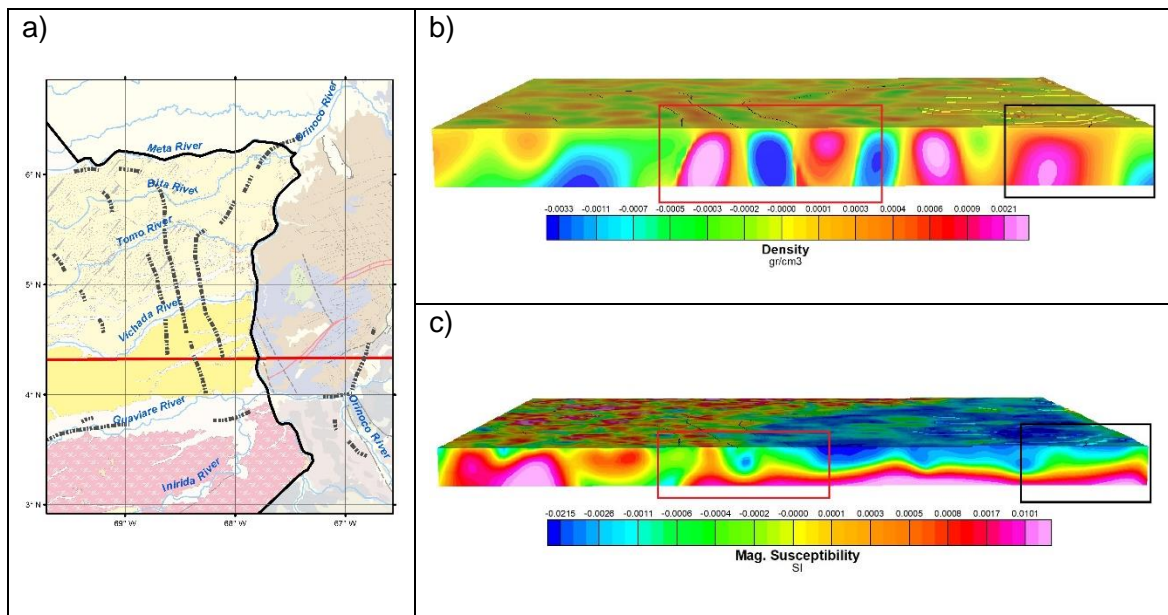 a)
Meta River
Orinoco River
6° N
Bita River
Tomo River
5° N
Vichada River
4° N
Guaviare River
Orinoco River
Inirida River
3° N
69° W 68° W 67° W
b)
-0.0033 -0.0011 -0.0007 -0.0005 -0.0003 -0.0002 -0.0000 0.0001 0.0003 0.0004 0.0006 0.0009 0.0021
Density
gr/cm3
c)
-0.0215 -0.0026 -0.0011 -0.0006 -0.0004 -0.0002 -0.0000 0.0001 0.0003 0.0005 0.0008 0.0017 0.0101
Mag. Susceptibility
SI